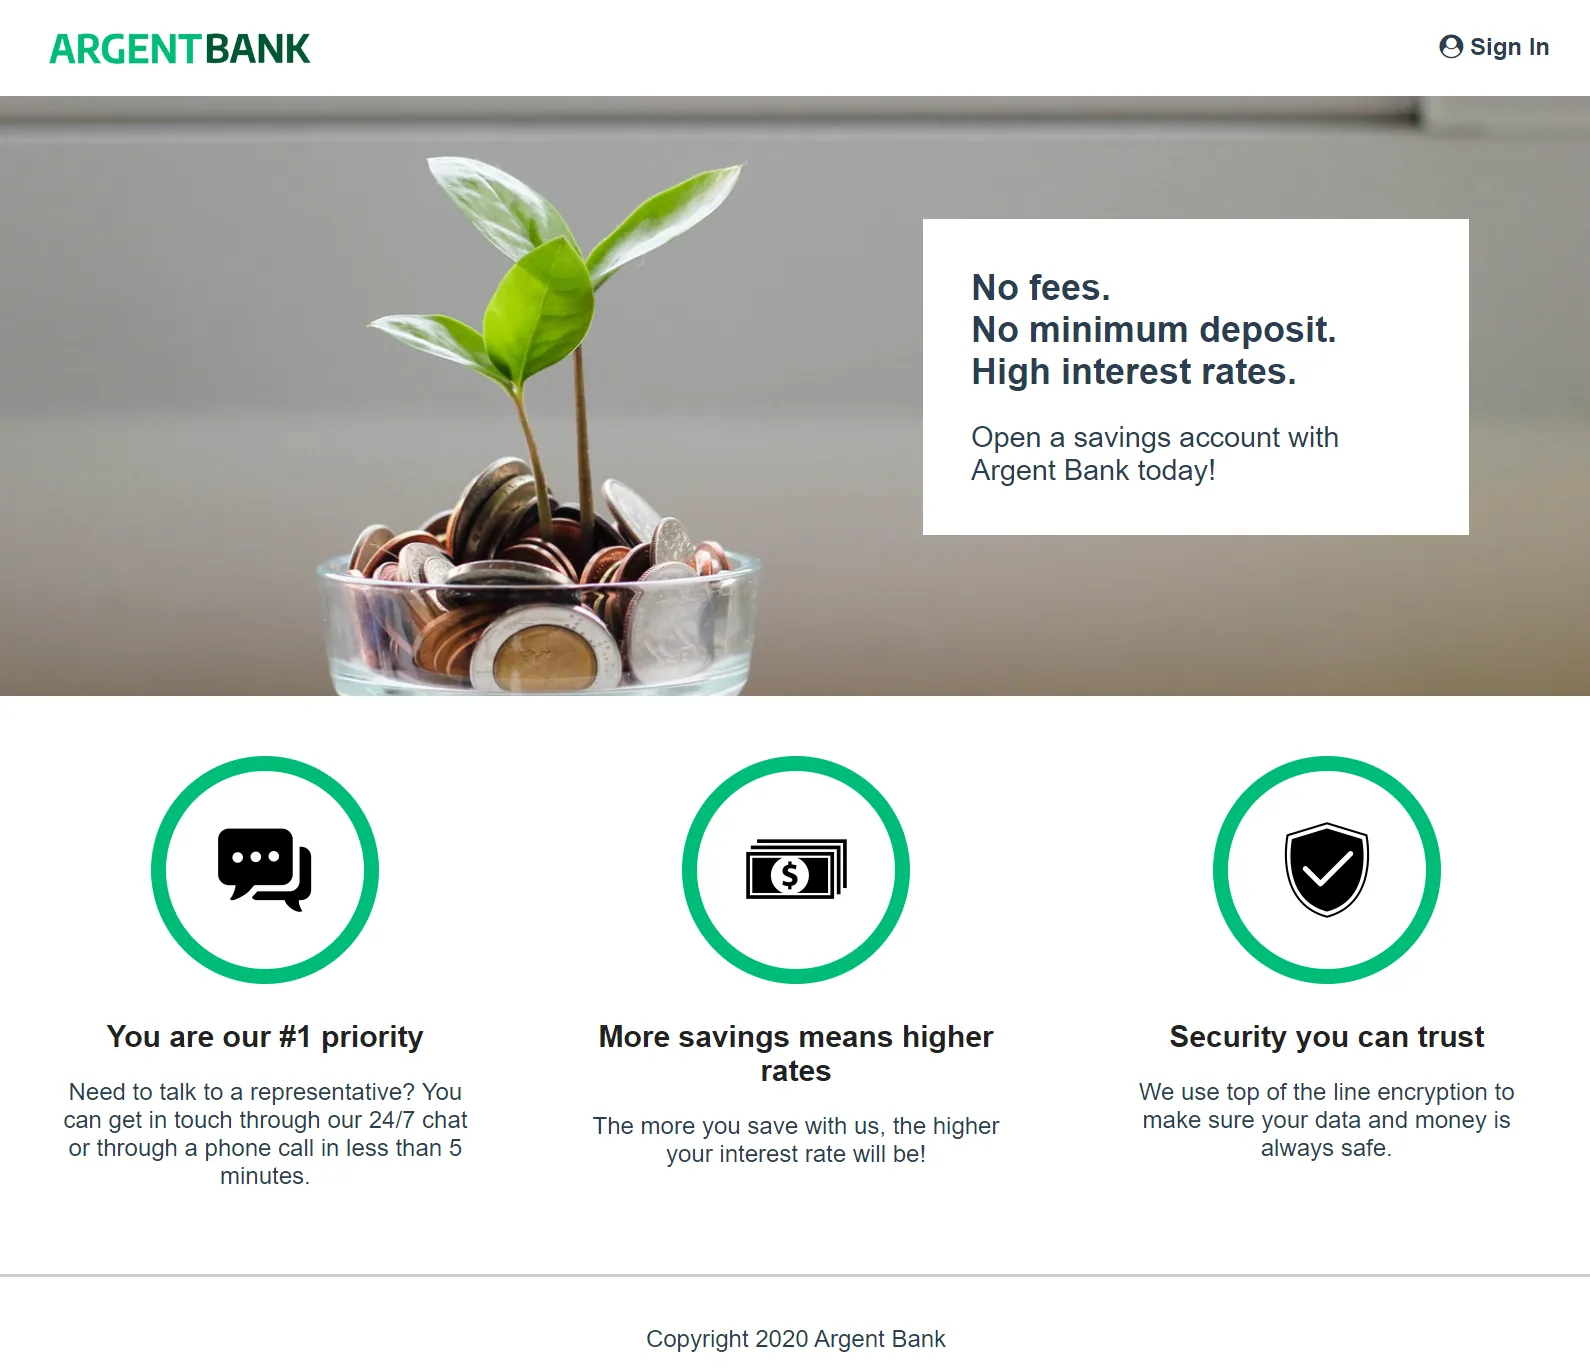 ARGENTBANK
Sign In
No fees.
No minimum deposit.
High interest rates.
Open a savings account with
Argent Bank today!
You are our #1 priority
Need to talk to a representative? You
can get in touch through our 24/7 chat
or through a phone call in less than 5
minutes.
$
More savings means higher
rates
The more you save with us, the higher
your interest rate will be!
Security you can trust
We use top of the line encryption to
make sure your data and money is
always safe.
Copyright 2020 Argent Bank